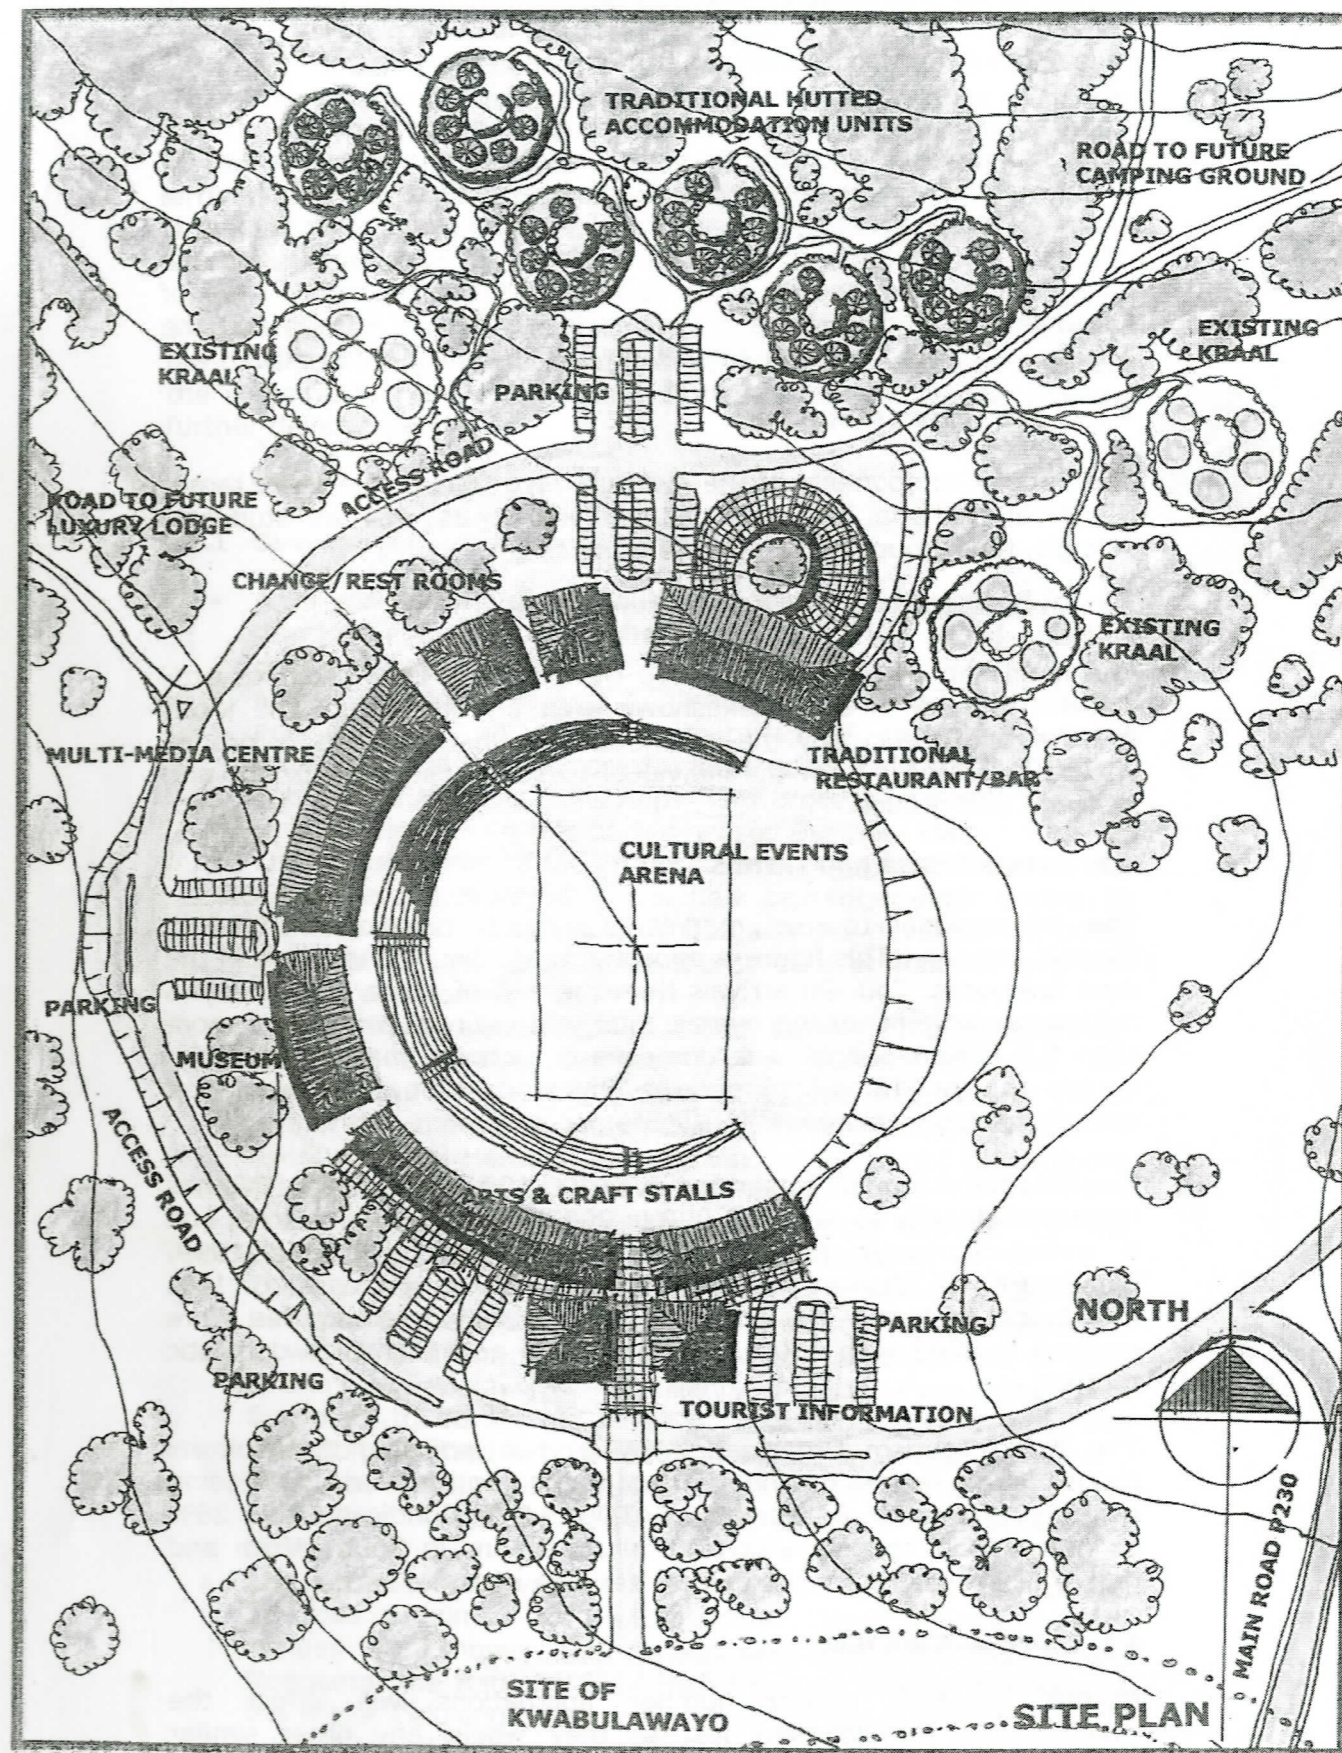 TRADITIONAL HUTTED
ACCOMMODATION UNITS
ROAD TO FUTURE
CAMPING GROUND
EXISTING
KRAAL
EXISTING
KRAAL
PARKING
ACCESS ROAD
ROAD TO FUTURE
LUXURY LODGE
CHANGE/REST ROOMS
EXISTING
KRAAL
MULTI-MEDIA CENTRE
TRADITIONAL
RESTAURANT/BAR
CULTURAL EVENTS
ARENA
PARKING
MUSEUM
ACCESS ROAD
ARTS & CRAFT STALLS
NORTH
PARKING
PARKING
TOURIST INFORMATION
MAIN ROAD P230
SITE OF
KWABULAWAYO
SITE PLAN